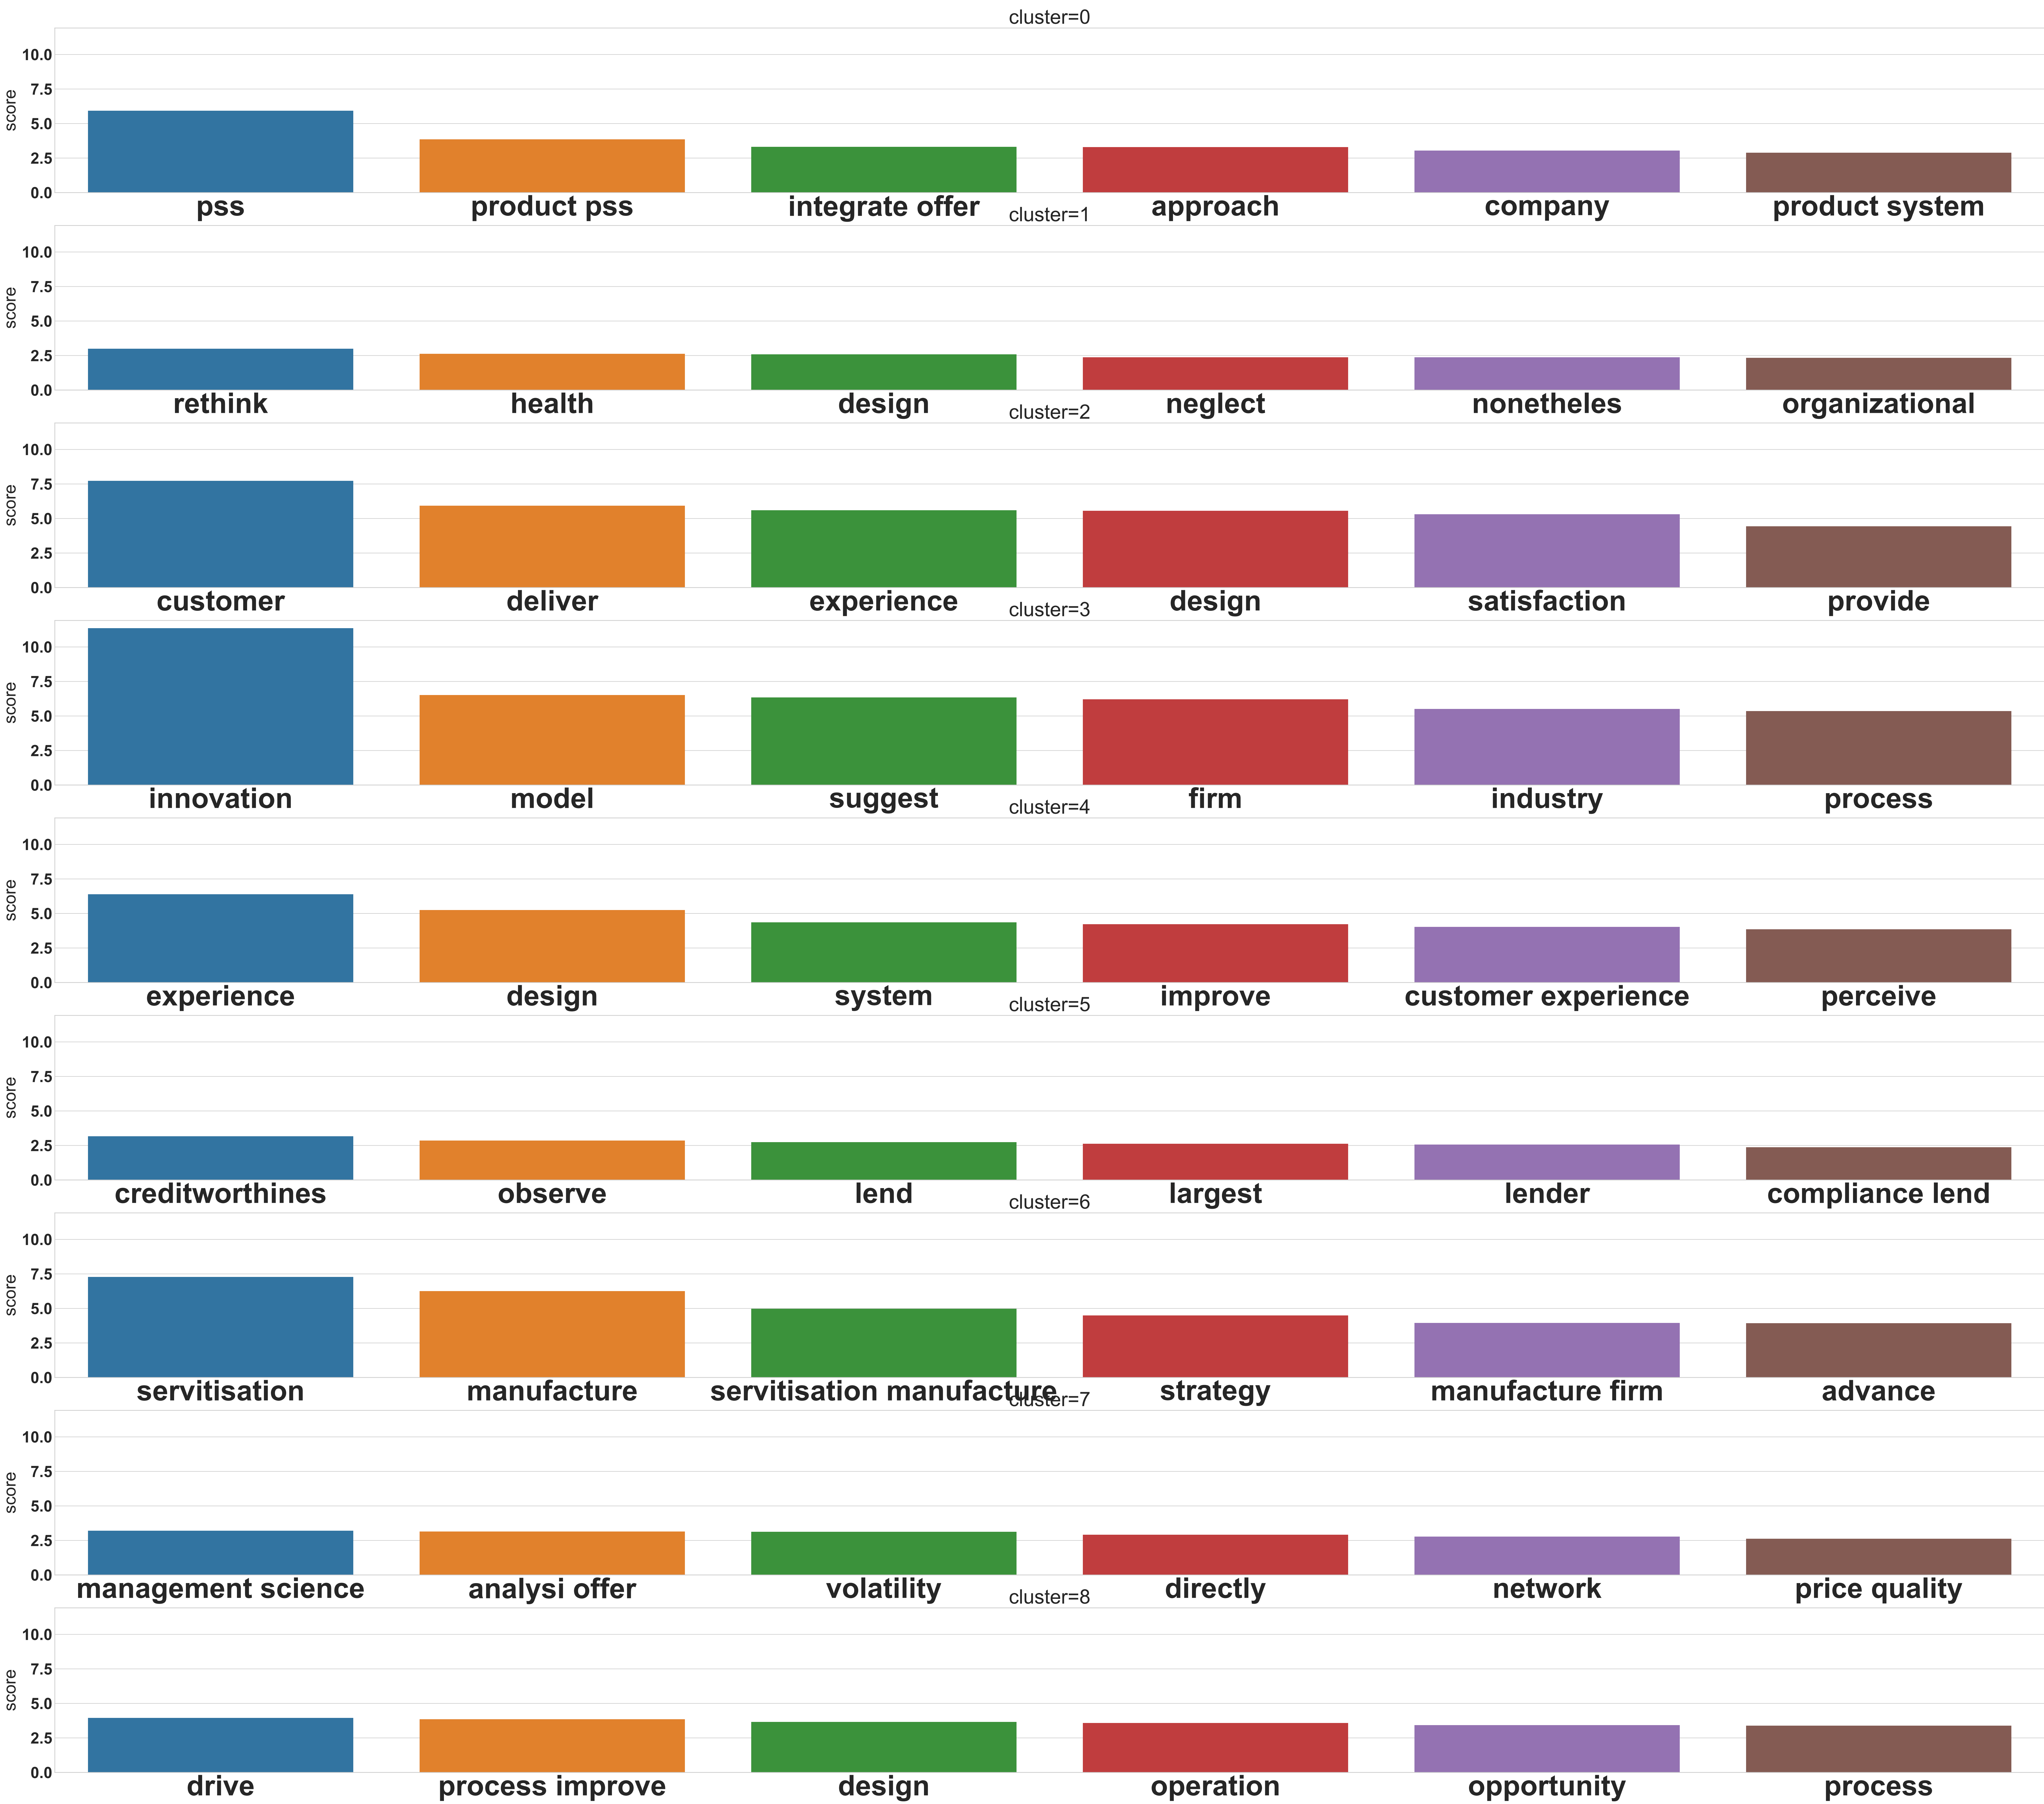 cluster=0
score
10.0
7.5
5.0
2.5
0.0
pss product pss integrate offer approach company product system
cluster=1
score
10.0
7.5
5.0
2.5
0.0
rethink health design neglect nonetheles organizational
cluster=2
score
10.0
7.5
5.0
2.5
0.0
customer deliver experience design satisfaction provide
cluster=3
score
10.0
7.5
5.0
2.5
0.0
innovation model suggest firm industry process
cluster=4
score
10.0
7.5
5.0
2.5
0.0
experience design system improve customer experience perceive
cluster=5
score
10.0
7.5
5.0
2.5
0.0
creditworthines observe lend largest lender compliance lend
cluster=6
score
10.0
7.5
5.0
2.5
0.0
servitisation manufacture servitisation manufacture strategy manufacture firm advance
cluster=7
score
10.0
7.5
5.0
2.5
0.0
management science analysi offer volatility directly network price quality
cluster=8
score
10.0
7.5
5.0
2.5
0.0
drive process improve design operation opportunity process